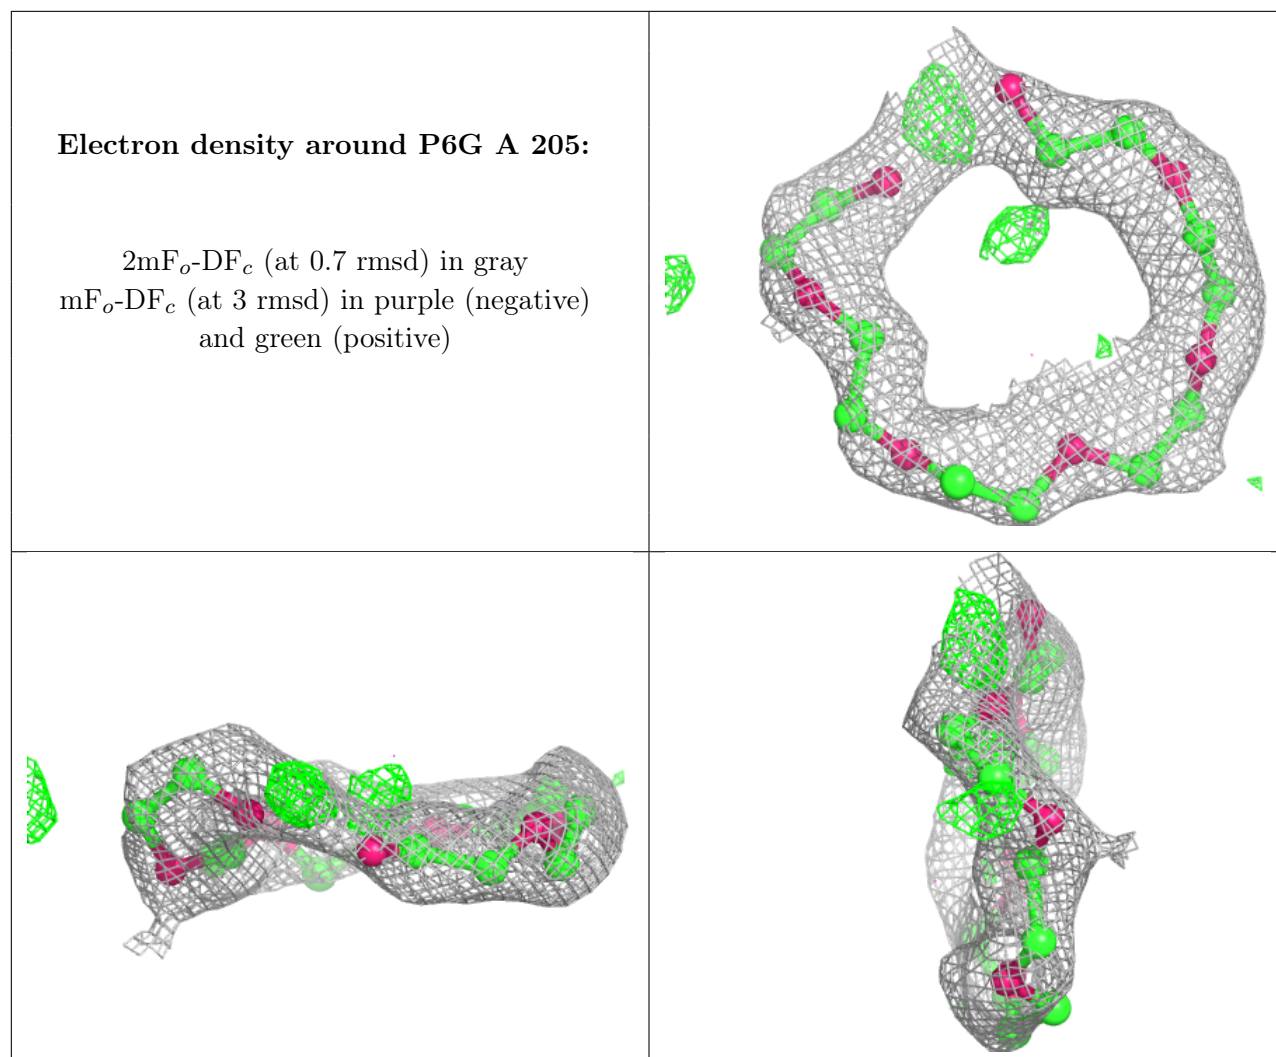 Electron density around P6G A 205:
2mFₒ-DF𝒸 (at 0.7 rmsd) in gray
mFₒ-DF𝒸 (at 3 rmsd) in purple (negative)
and green (positive)